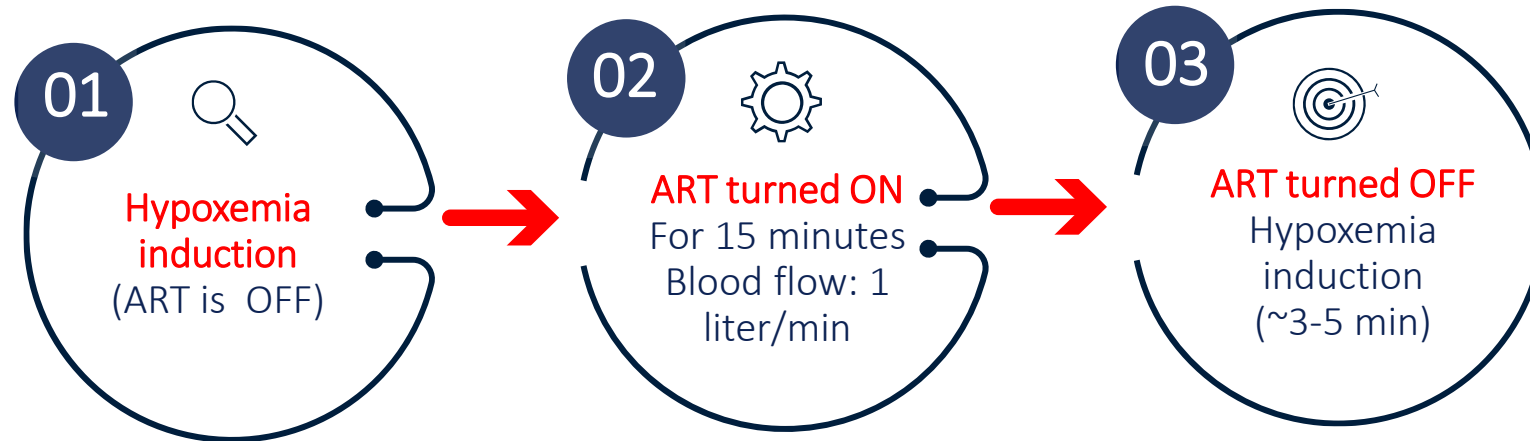 01
Hypoxemia
induction
(ART is OFF)
02
ART turned ON
For 15 minutes
Blood flow: 1
liter/min
03
ART turned OFF
Hypoxemia
induction
(~3-5 min)